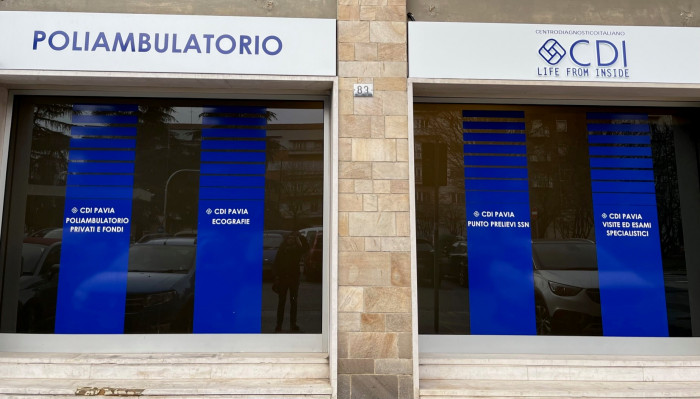 POLIAMBULATORIO
CENTRODIAGNOSTICOITALIANO
CDI
LIFE FROM INSIDE
83
CDI PAVIA
POLIAMBULATORIO
PRIVATI E FONDI
CDI PAVIA
ECOGRAFIE
CDI PAVIA
PUNTO PRELIEVI SSN
CDI PAVIA
VISITE ED ESAMI
SPECIALISTICI